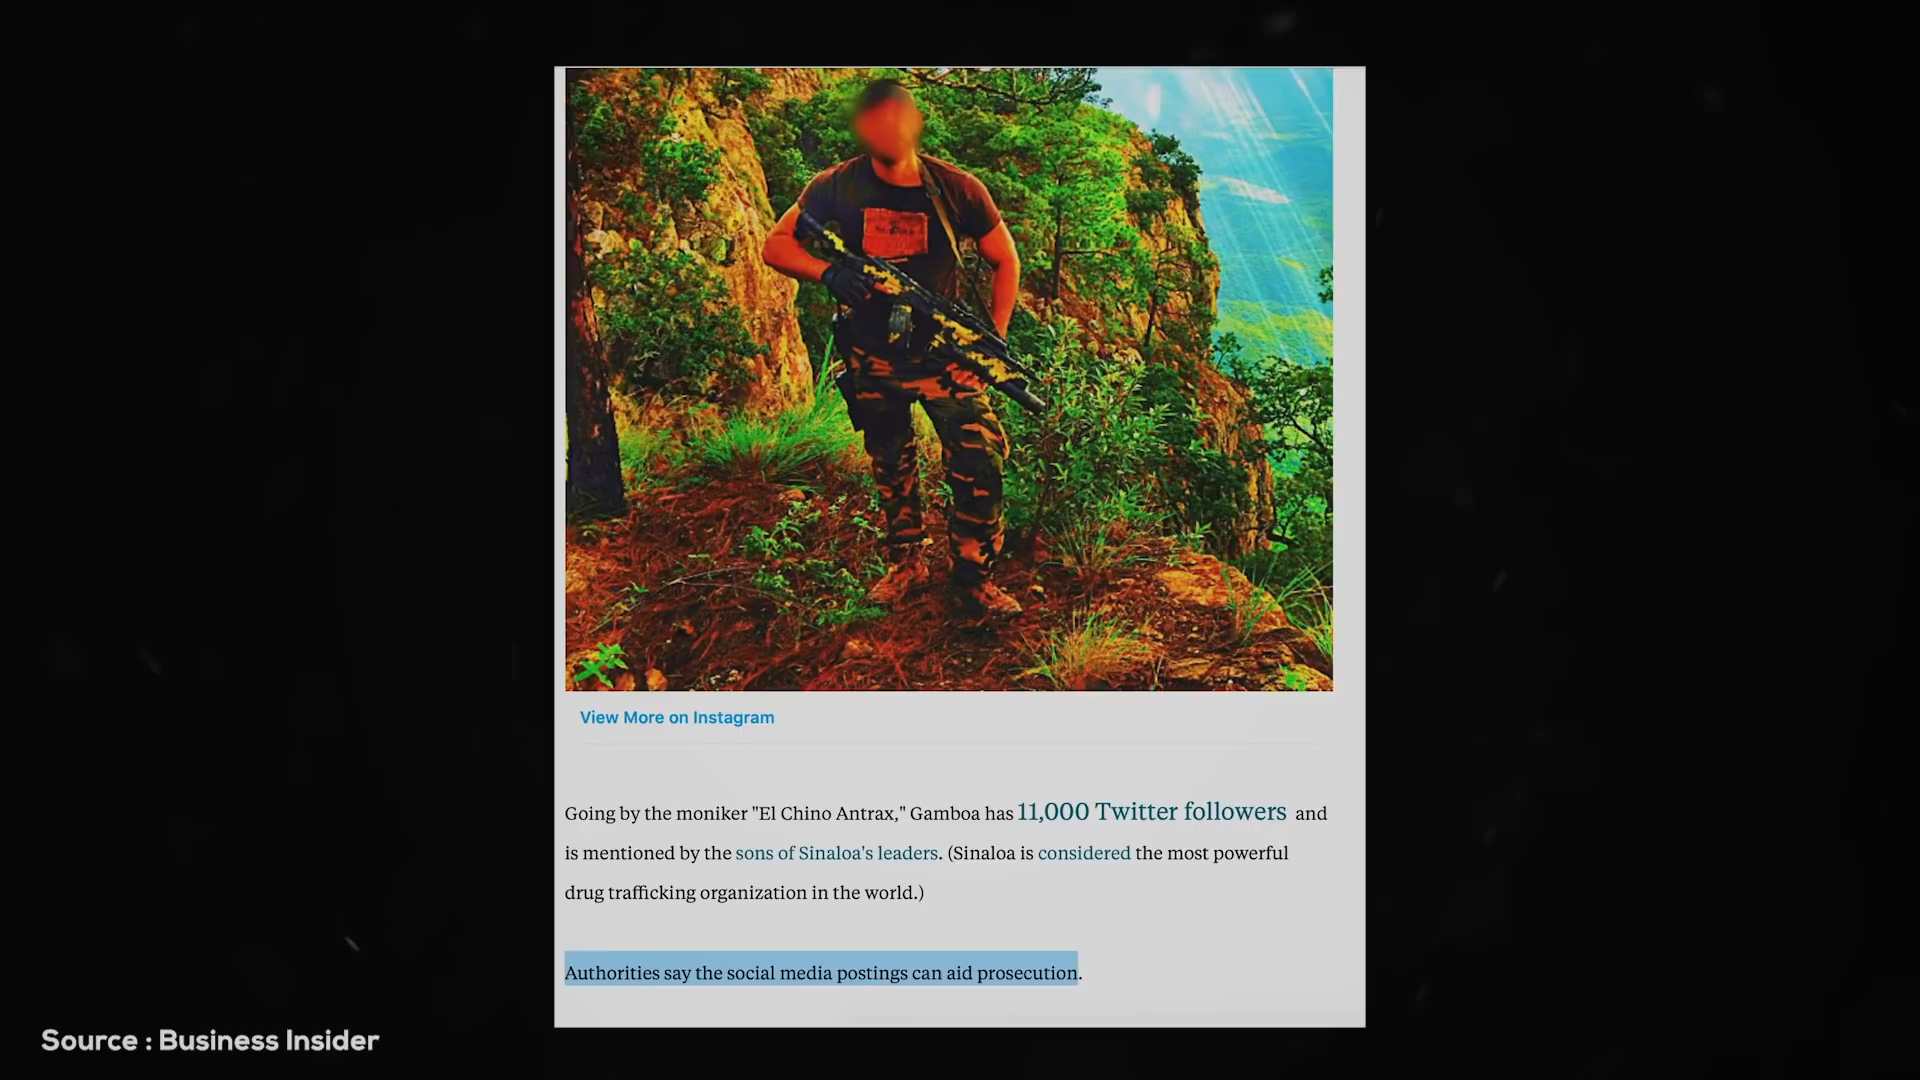 View More on Instagram
Going by the moniker "El Chino Antrax," Gamboa has 11,000 Twitter followers and
is mentioned by the sons of Sinaloa's leaders. (Sinaloa is considered the most powerful
drug trafficking organization in the world.)
Authorities say the social media postings can aid prosecution.
Source : Business Insider